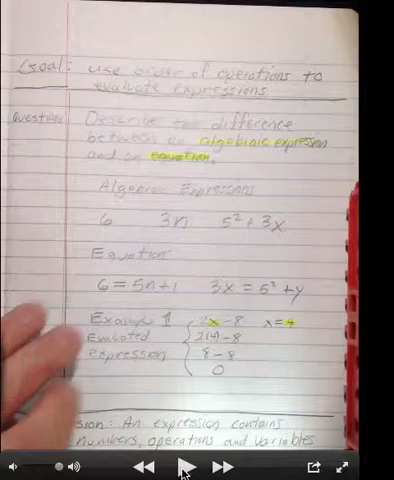 Goal: use order of operations to
evaluate expressions
Question: Describe the difference
between an algebraic expression
and an equation.
Algebraic Expressions
6 3n 5² + 3x
Equation
6 = 5n+1 3x = 5² + y
Example 1 2x - 8 x = 4
Evaluated 2(4) - 8
expression 8 - 8
0
sion: An expression contains
numbers, operations and variables